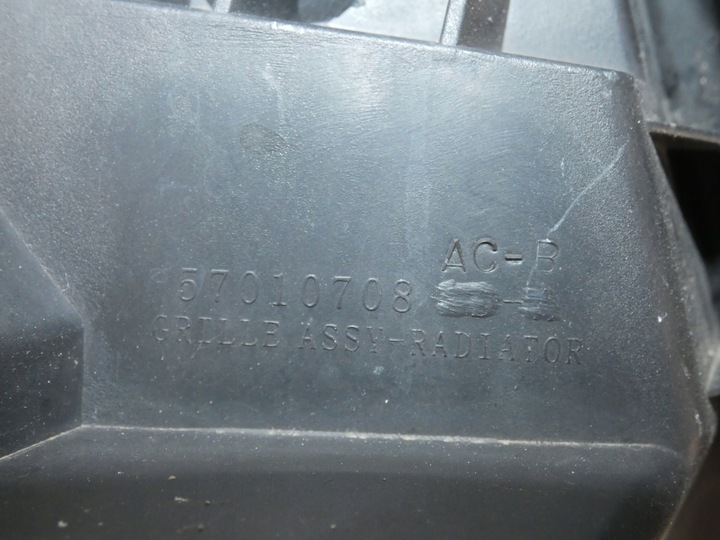 AC-B
57010708
GRILLE ASSY-RADIATOR